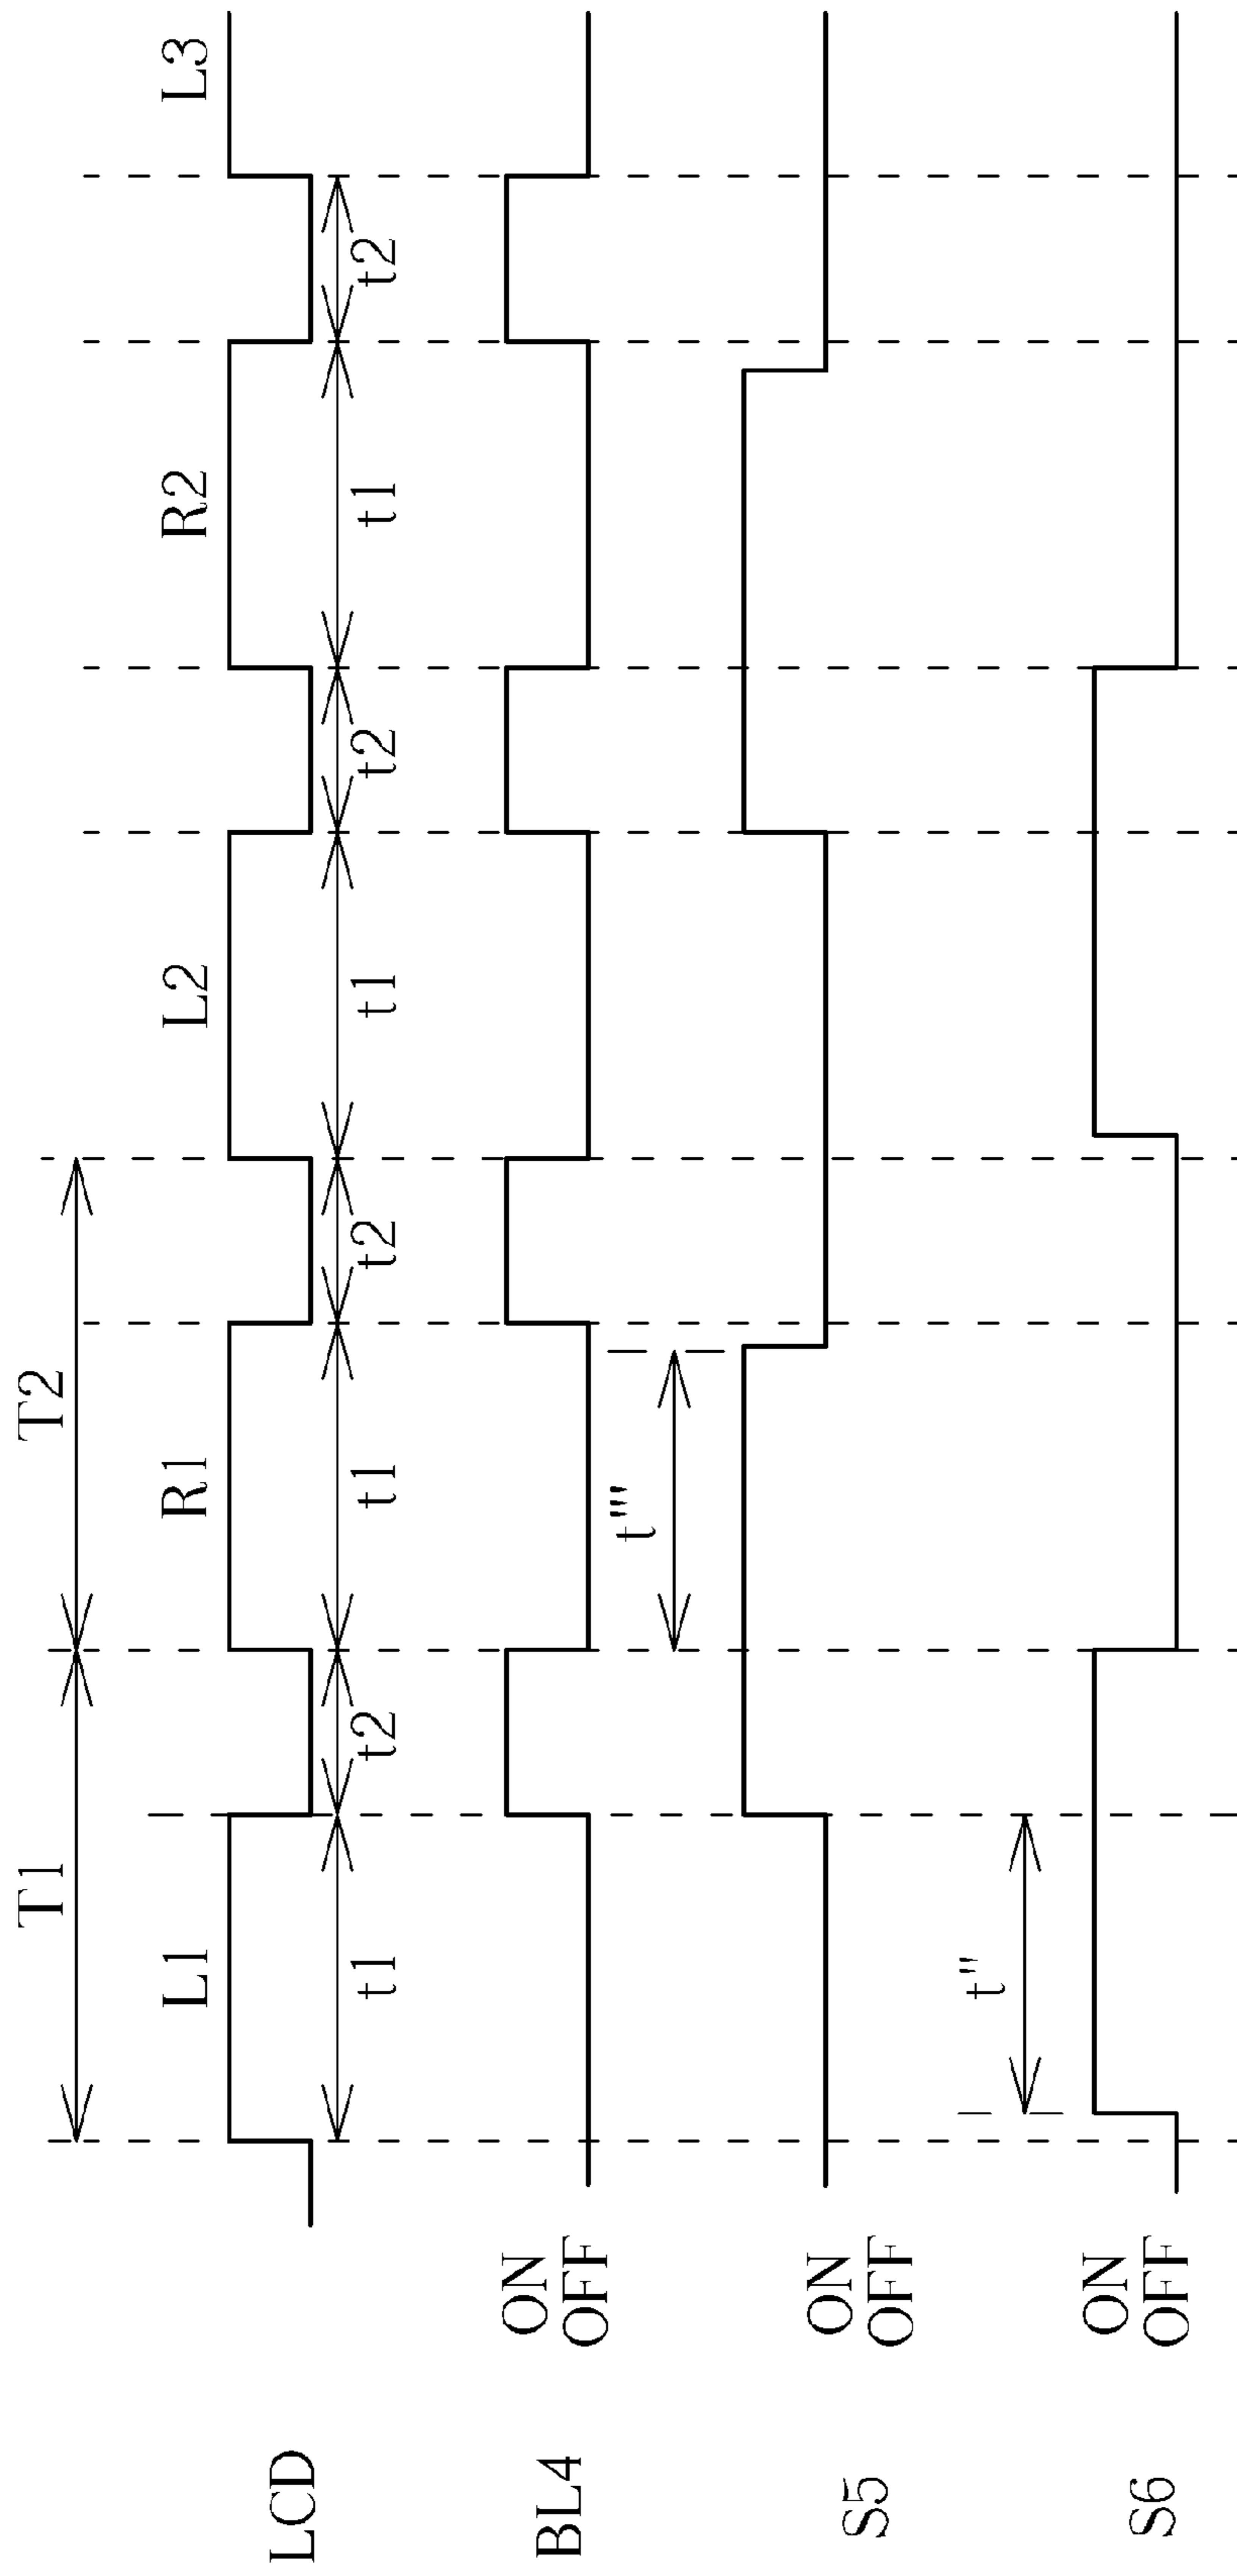 T1 T2
L1 R1 L2 R2 L3
LCD
t1 t2 t1 t2 t1 t2 t1 t2
BL4
ON
OFF
t'''
S5
ON
OFF
t''
S6
ON
OFF